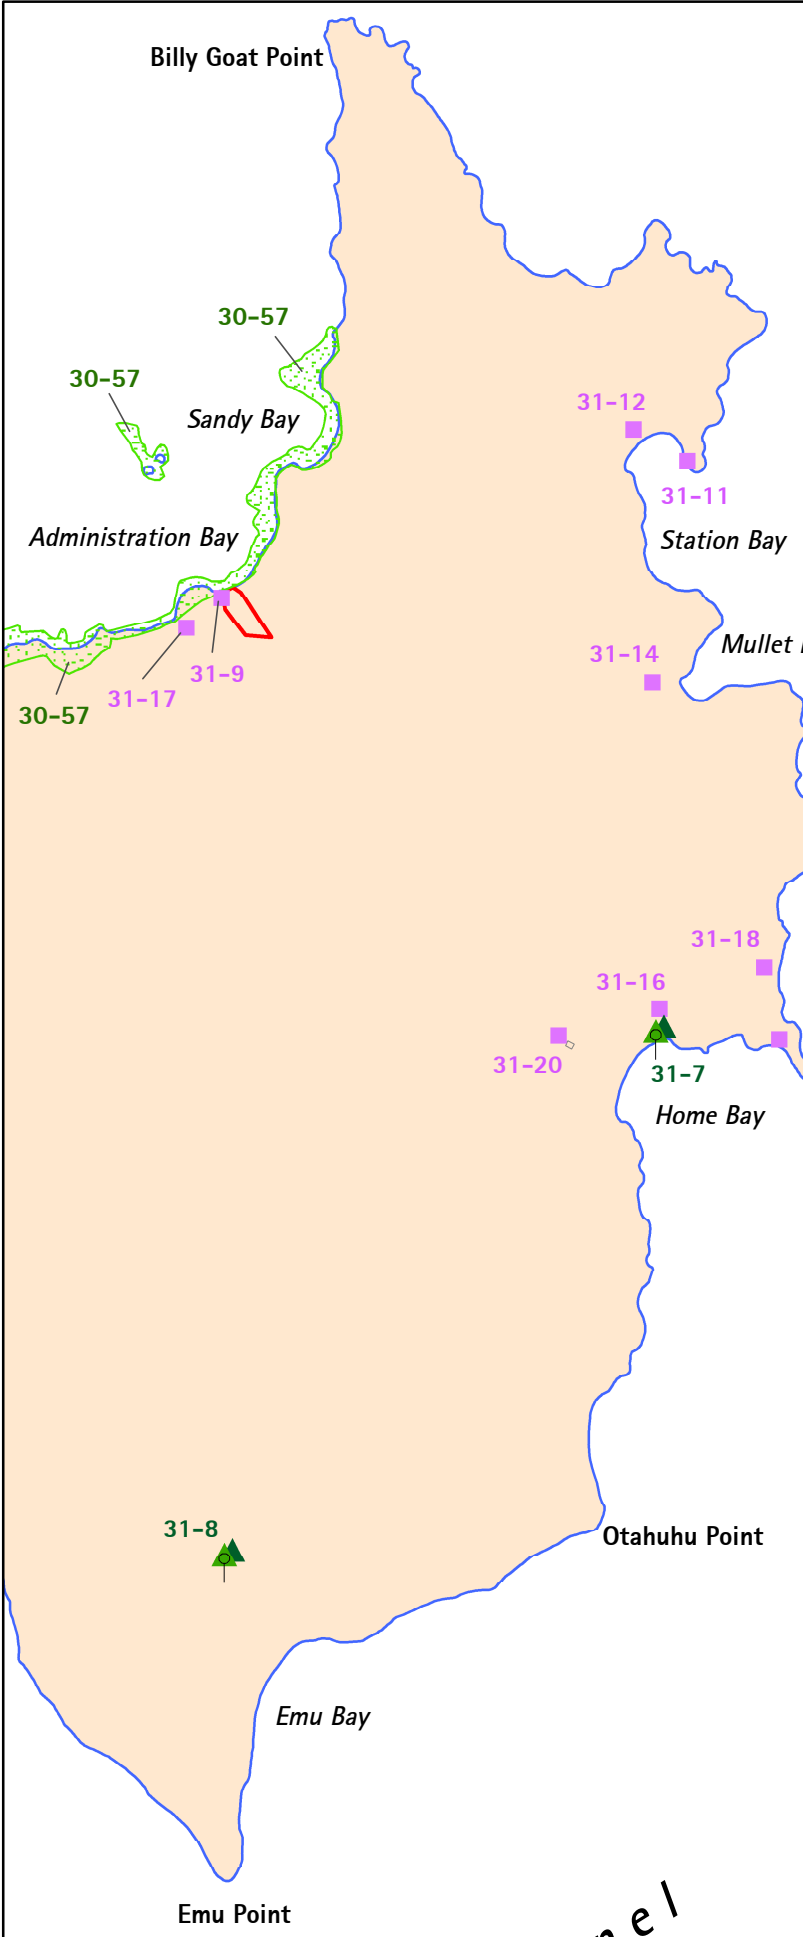 Billy Goat Point
30-57
30-57
Sandy Bay
31-12
31-11
Administration Bay
Station Bay
31-9
31-17
30-57
31-14
Mullet
31-18
31-16
31-20
31-7
Home Bay
31-8
Otahuhu Point
Emu Bay
Emu Point
nel